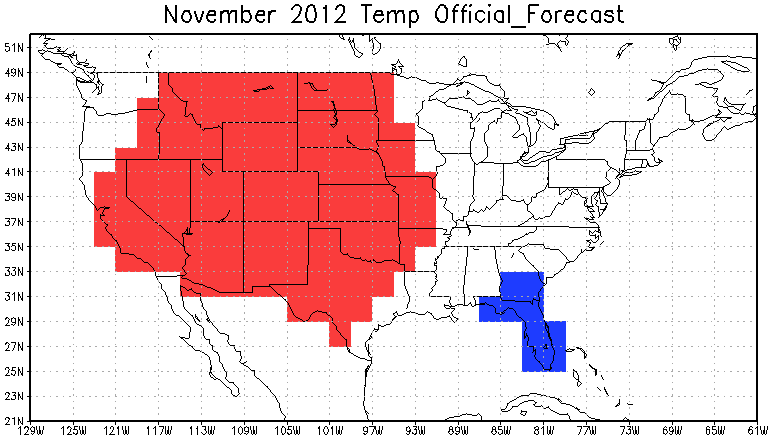 November 2012 Temp Official_Forecast
51N
49N
47N
45N
43N
41N
39N
37N
35N
33N
31N
29N
27N
25N
23N
21N
129W 125W 121W 117W 113W 109W 105W 101W 97W 93W 89W 85W 81W 77W 73W 69W 65W 61W